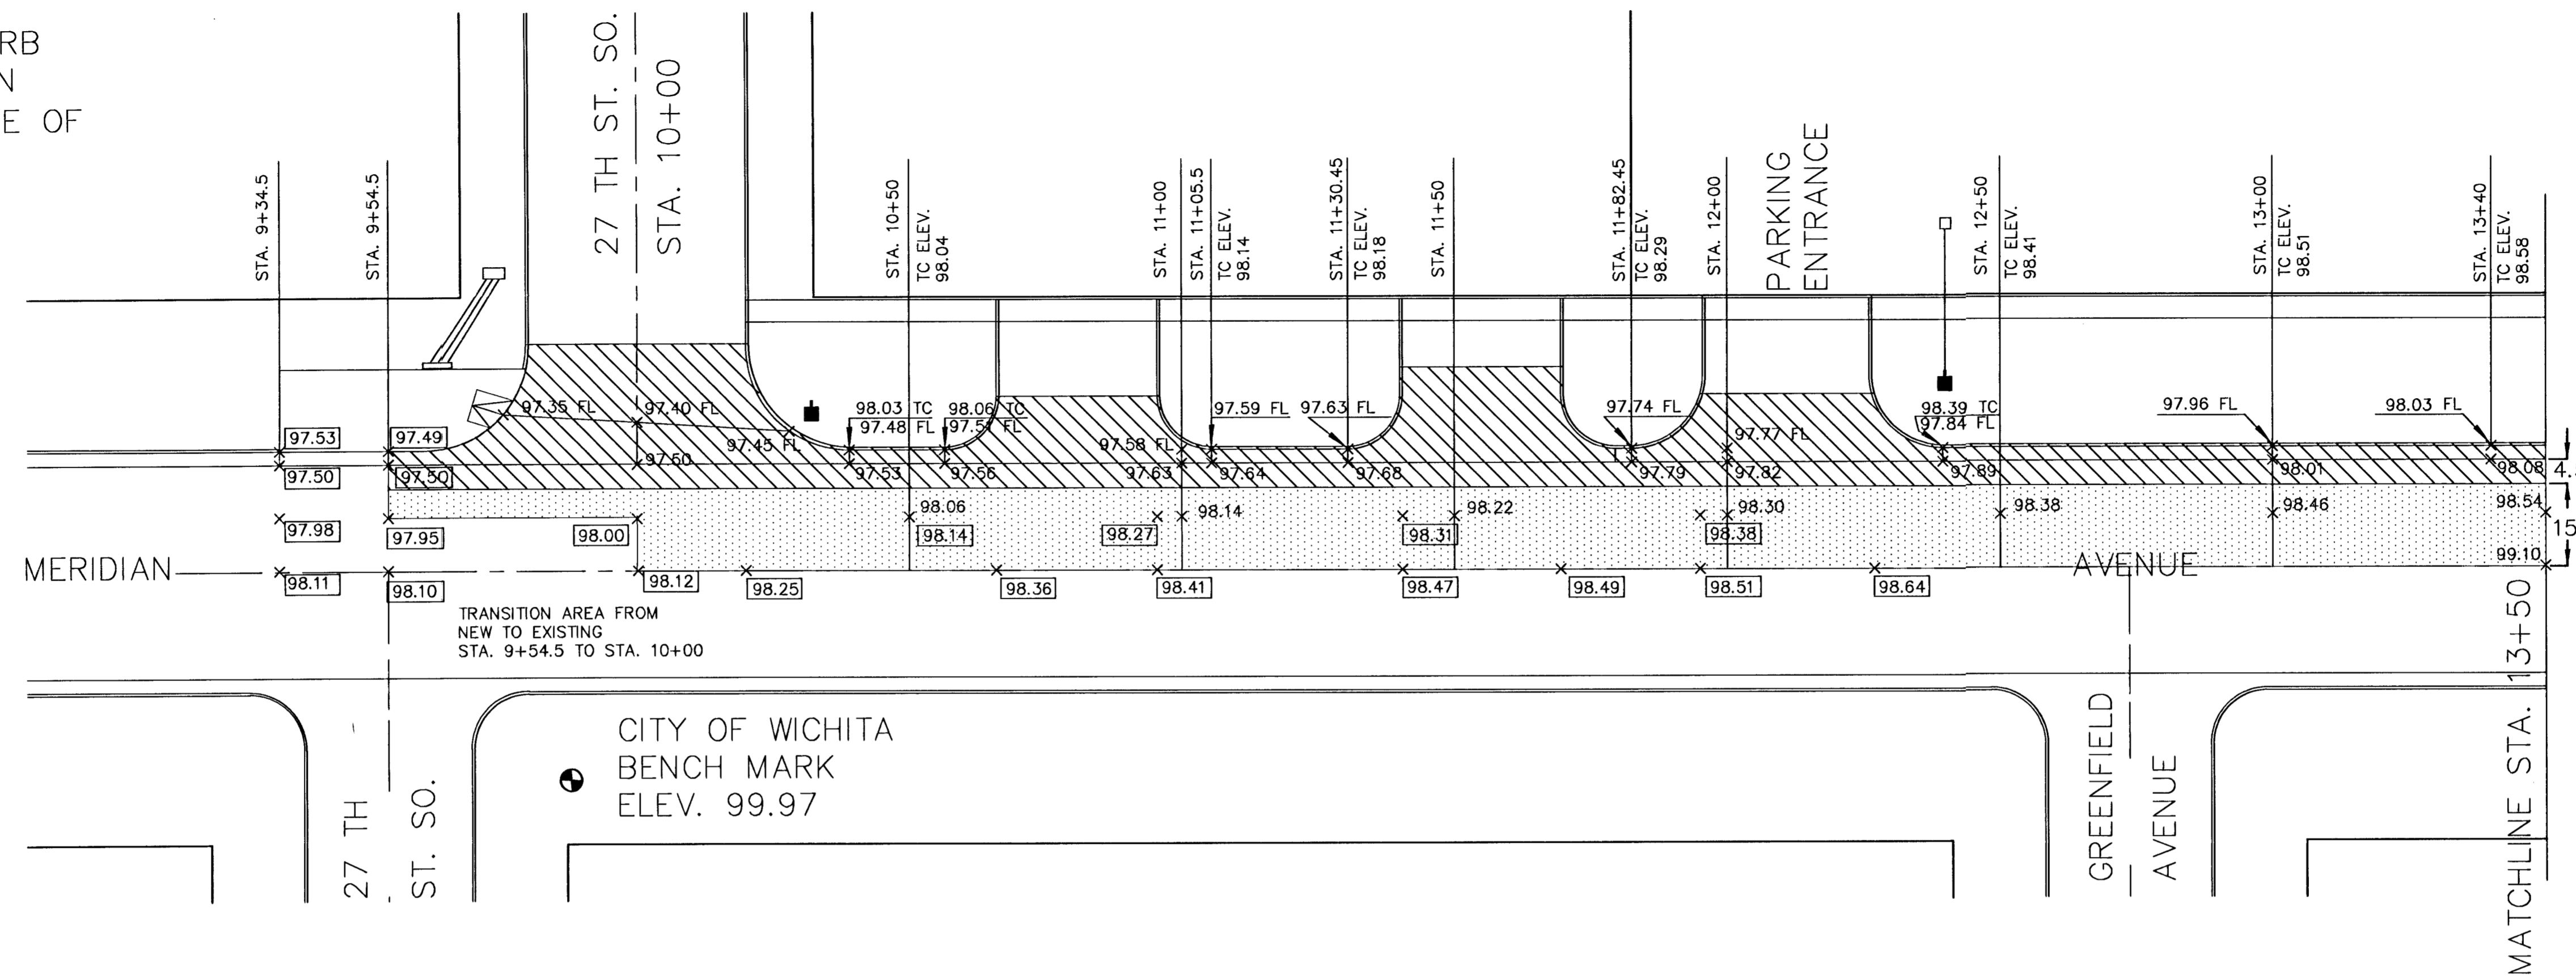 RB
N
E OF
27 TH ST. SO.
STA. 10+00
STA. 9+34.5
STA. 9+54.5
STA. 10+50
TC ELEV.
98.04
STA. 11+00
STA. 11+05.5
TC ELEV.
98.14
STA. 11+30.45
TC ELEV.
98.18
STA. 11+50
STA. 11+82.45
TC ELEV.
98.29
STA. 12+00
PARKING
ENTRANCE
STA. 12+50
TC ELEV.
98.41
STA. 13+00
TC ELEV.
98.51
STA. 13+40
TC ELEV.
98.58
97.35 FL
97.40 FL
97.45 FL
98.03 TC
97.48 FL
98.06 TC
97.51 FL
97.58 FL
97.59 FL
97.63 FL
97.74 FL
97.77 FL
98.39 TC
97.84 FL
97.96 FL
98.03 FL
97.53
97.49
97.50
97.50
97.50
97.53
97.56
97.63
97.64
97.68
97.79
97.82
97.89
98.01
98.08
4.
97.98
97.95
98.00
98.06
98.14
98.27
98.14
98.22
98.31
98.30
98.38
98.38
98.46
98.54
15
99.10
MERIDIAN
AVENUE
98.11
98.10
98.12
98.25
98.36
98.41
98.47
98.49
98.51
98.64
TRANSITION AREA FROM
NEW TO EXISTING
STA. 9+54.5 TO STA. 10+00
27 TH
ST. SO.
CITY OF WICHITA
BENCH MARK
ELEV. 99.97
GREENFIELD
AVENUE
MATCHLINE STA. 13+50